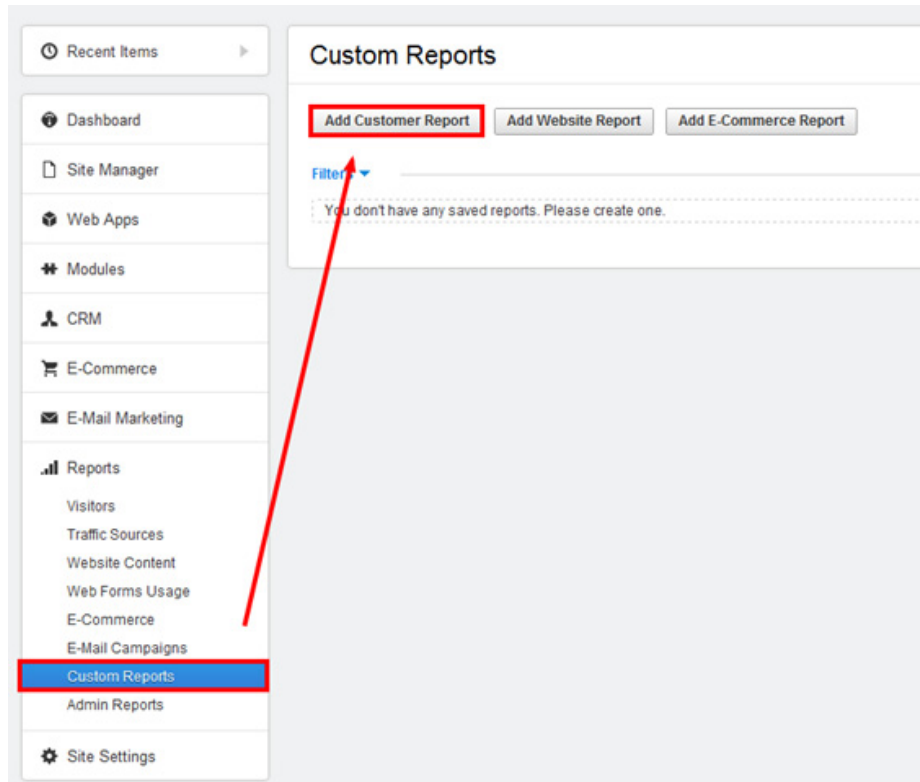 Recent Items
Dashboard
Site Manager
Web Apps
Modules
CRM
E-Commerce
E-Mail Marketing
Reports
Visitors
Traffic Sources
Website Content
Web Forms Usage
E-Commerce
E-Mail Campaigns
Custom Reports
Admin Reports
Site Settings
Custom Reports
Add Customer Report Add Website Report Add E-Commerce Report
Filters
You don't have any saved reports. Please create one.